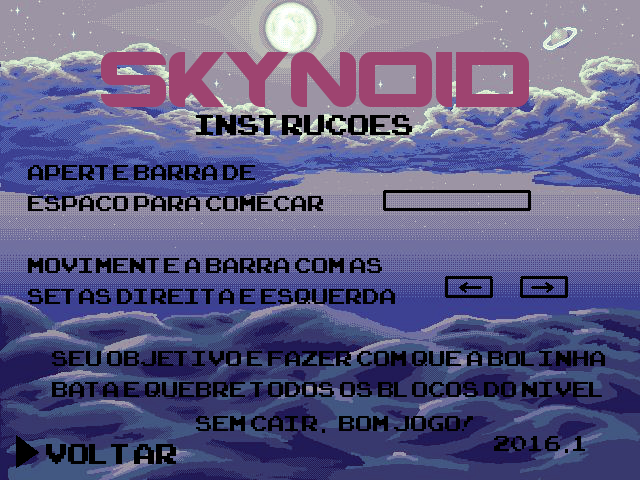 SKYNOID
INSTRUCOES
APERTE BARRA DE
ESPACO PARA COMECAR
MOVIMENTE A BARRA COM AS
SETAS DIREITA E ESQUERDA
← →
SEU OBJETIVO E FAZER COM QUE A BOLINHA
BATA E QUEBRE TODOS OS BLOCOS DO NIVEL
SEM CAIR. BOM JOGO!
2016.1
VOLTAR